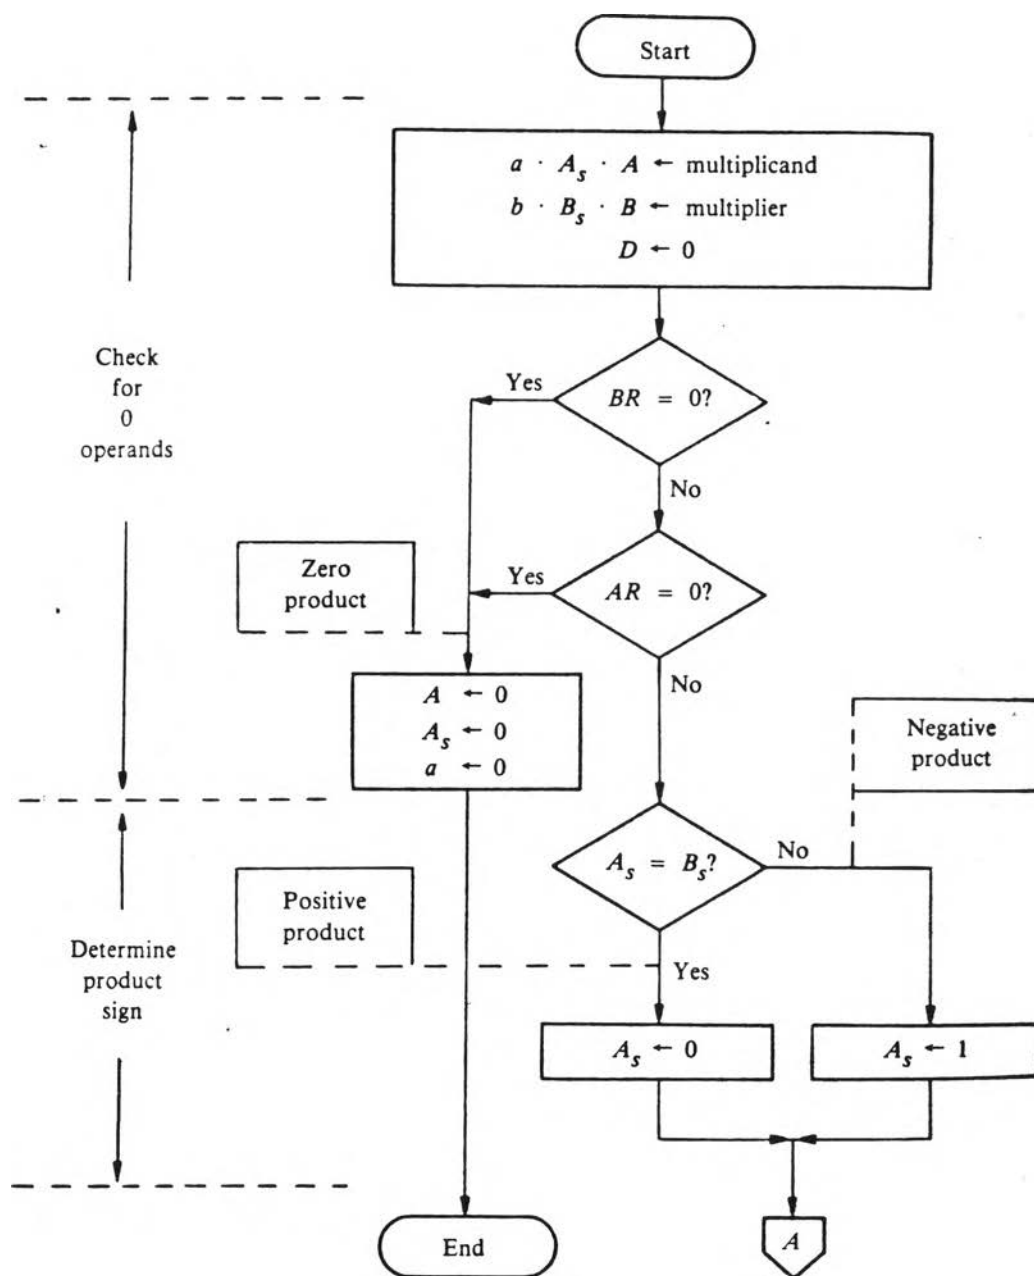 Start
a · A_s · A ← multiplicand
b · B_s · B ← multiplier
D ← 0
Check
for
0
operands
Yes
BR = 0?
No
Zero
product
Yes
AR = 0?
No
A ← 0
A_s ← 0
a ← 0
Negative
product
A_s = B_s?
No
Positive
product
Yes
Determine
product
sign
A_s ← 0
A_s ← 1
End
A